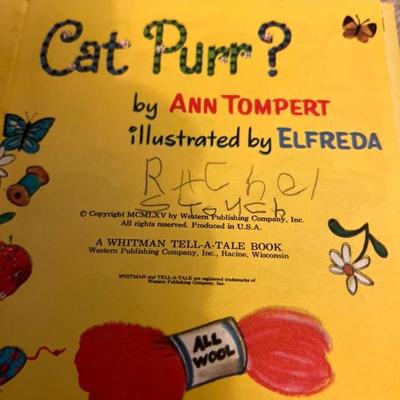 Cat Purr?
by ANN TOMPERT
illustrated by ELFREDA
RACHel
STOUCH
© Copyright MCMLXV by Western Publishing Company, Inc.
All rights reserved. Produced in U.S.A.
A WHITMAN TELL-A-TALE BOOK
Western Publishing Company, Inc., Racine, Wisconsin
WHITMAN and TELL-A-TALE are registered trademarks of
Western Publishing Company, Inc
ALL
WOOL